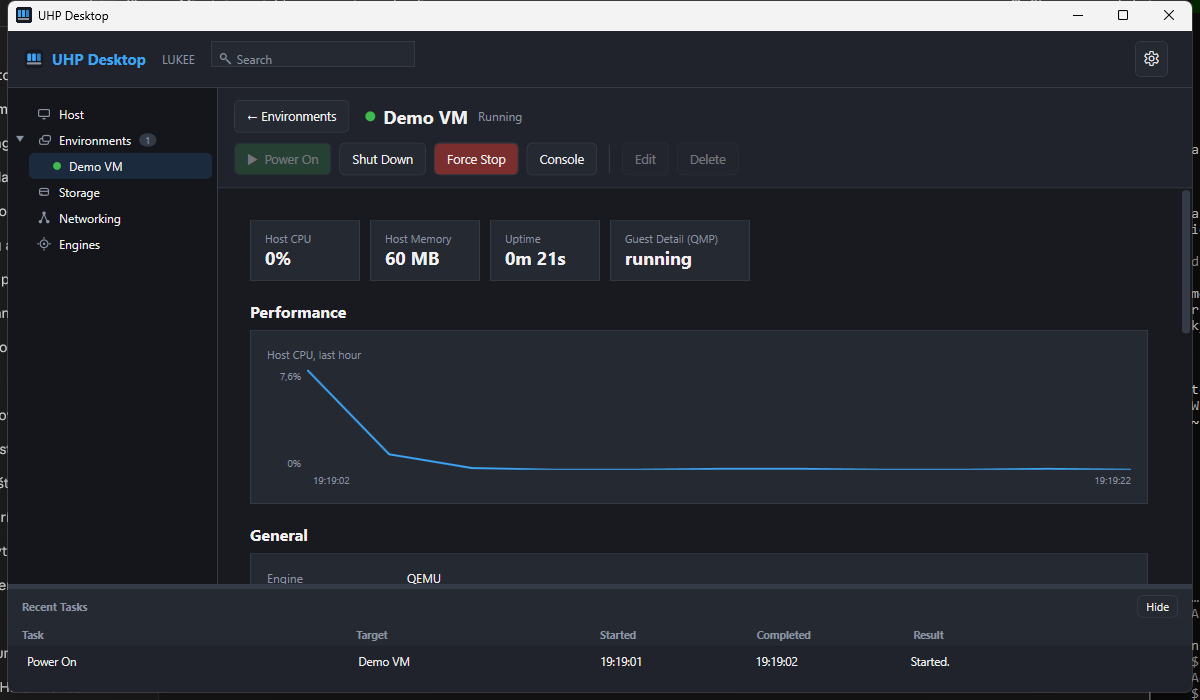 UHP Desktop
UHP Desktop LUKEE Search
Host
Environments 1
Demo VM
Storage
Networking
Engines
← Environments Demo VM Running
Power On Shut Down Force Stop Console Edit Delete
Host CPU
0%
Host Memory
60 MB
Uptime
0m 21s
Guest Detail (QMP)
running
Performance
Host CPU, last hour
7,6%
0%
19:19:02 19:19:22
General
Engine QEMU
Recent Tasks Hide
Task Target Started Completed Result
Power On Demo VM 19:19:01 19:19:02 Started.